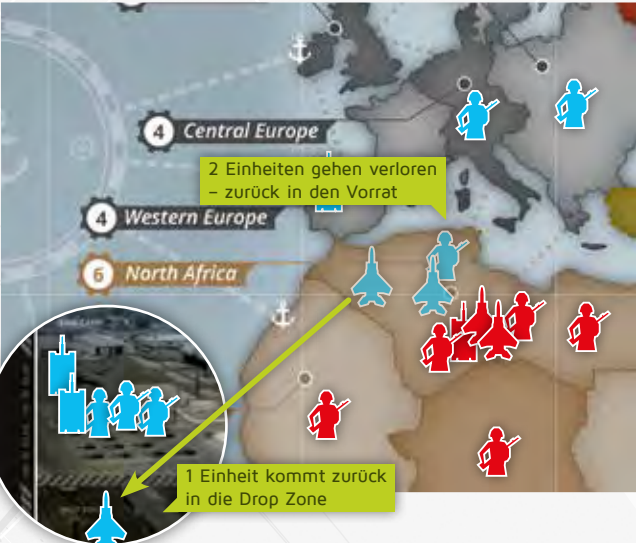 4 Central Europe
2 Einheiten gehen verloren
– zurück in den Vorrat
4 Western Europe
6 North Africa
1 Einheit kommt zurück
in die Drop Zone